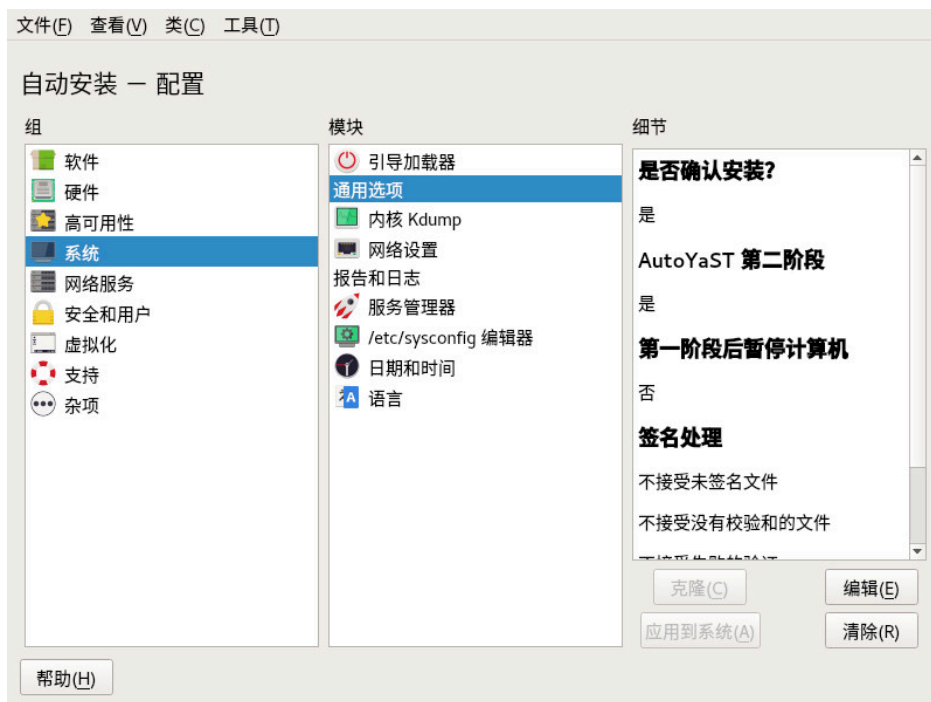 文件(F) 查看(V) 类(C) 工具(T)
自动安装 — 配置
组
软件
硬件
高可用性
系统
网络服务
安全和用户
虚拟化
支持
杂项
模块
引导加载器
通用选项
内核 Kdump
网络设置
报告和日志
服务管理器
/etc/sysconfig 编辑器
日期和时间
语言
细节
是否确认安装?
是
AutoYaST 第二阶段
是
第一阶段后暂停计算机
否
签名处理
不接受未签名文件
不接受没有校验和的文件
克隆(C)
编辑(E)
应用到系统(A)
清除(R)
帮助(H)